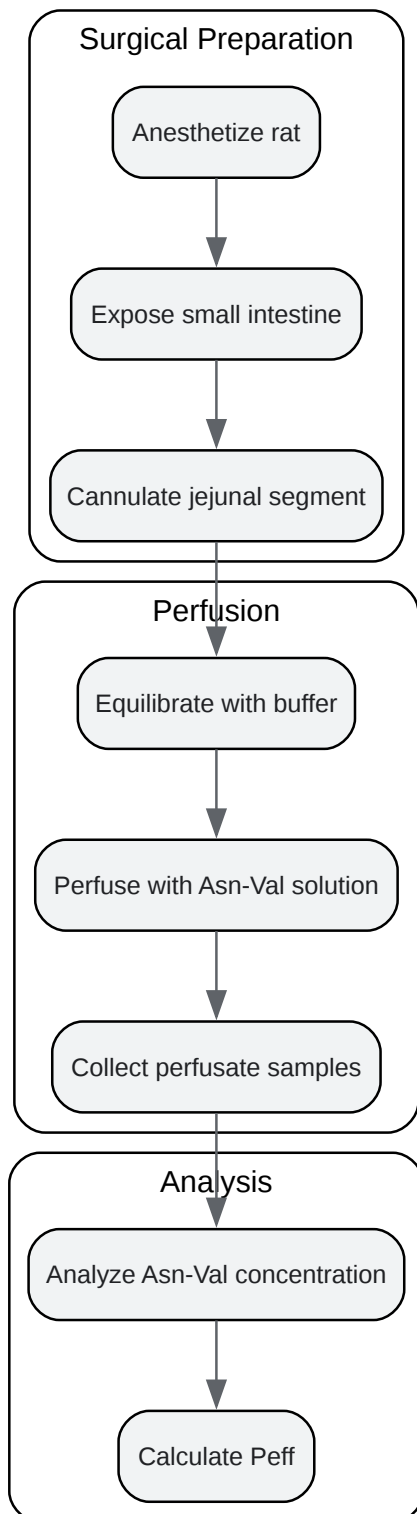 Surgical Preparation
Anesthetize rat
Expose small intestine
Cannulate jejunal segment
Perfusion
Equilibrate with buffer
Perfuse with Asn-Val solution
Collect perfusate samples
Analysis
Analyze Asn-Val concentration
Calculate Peff